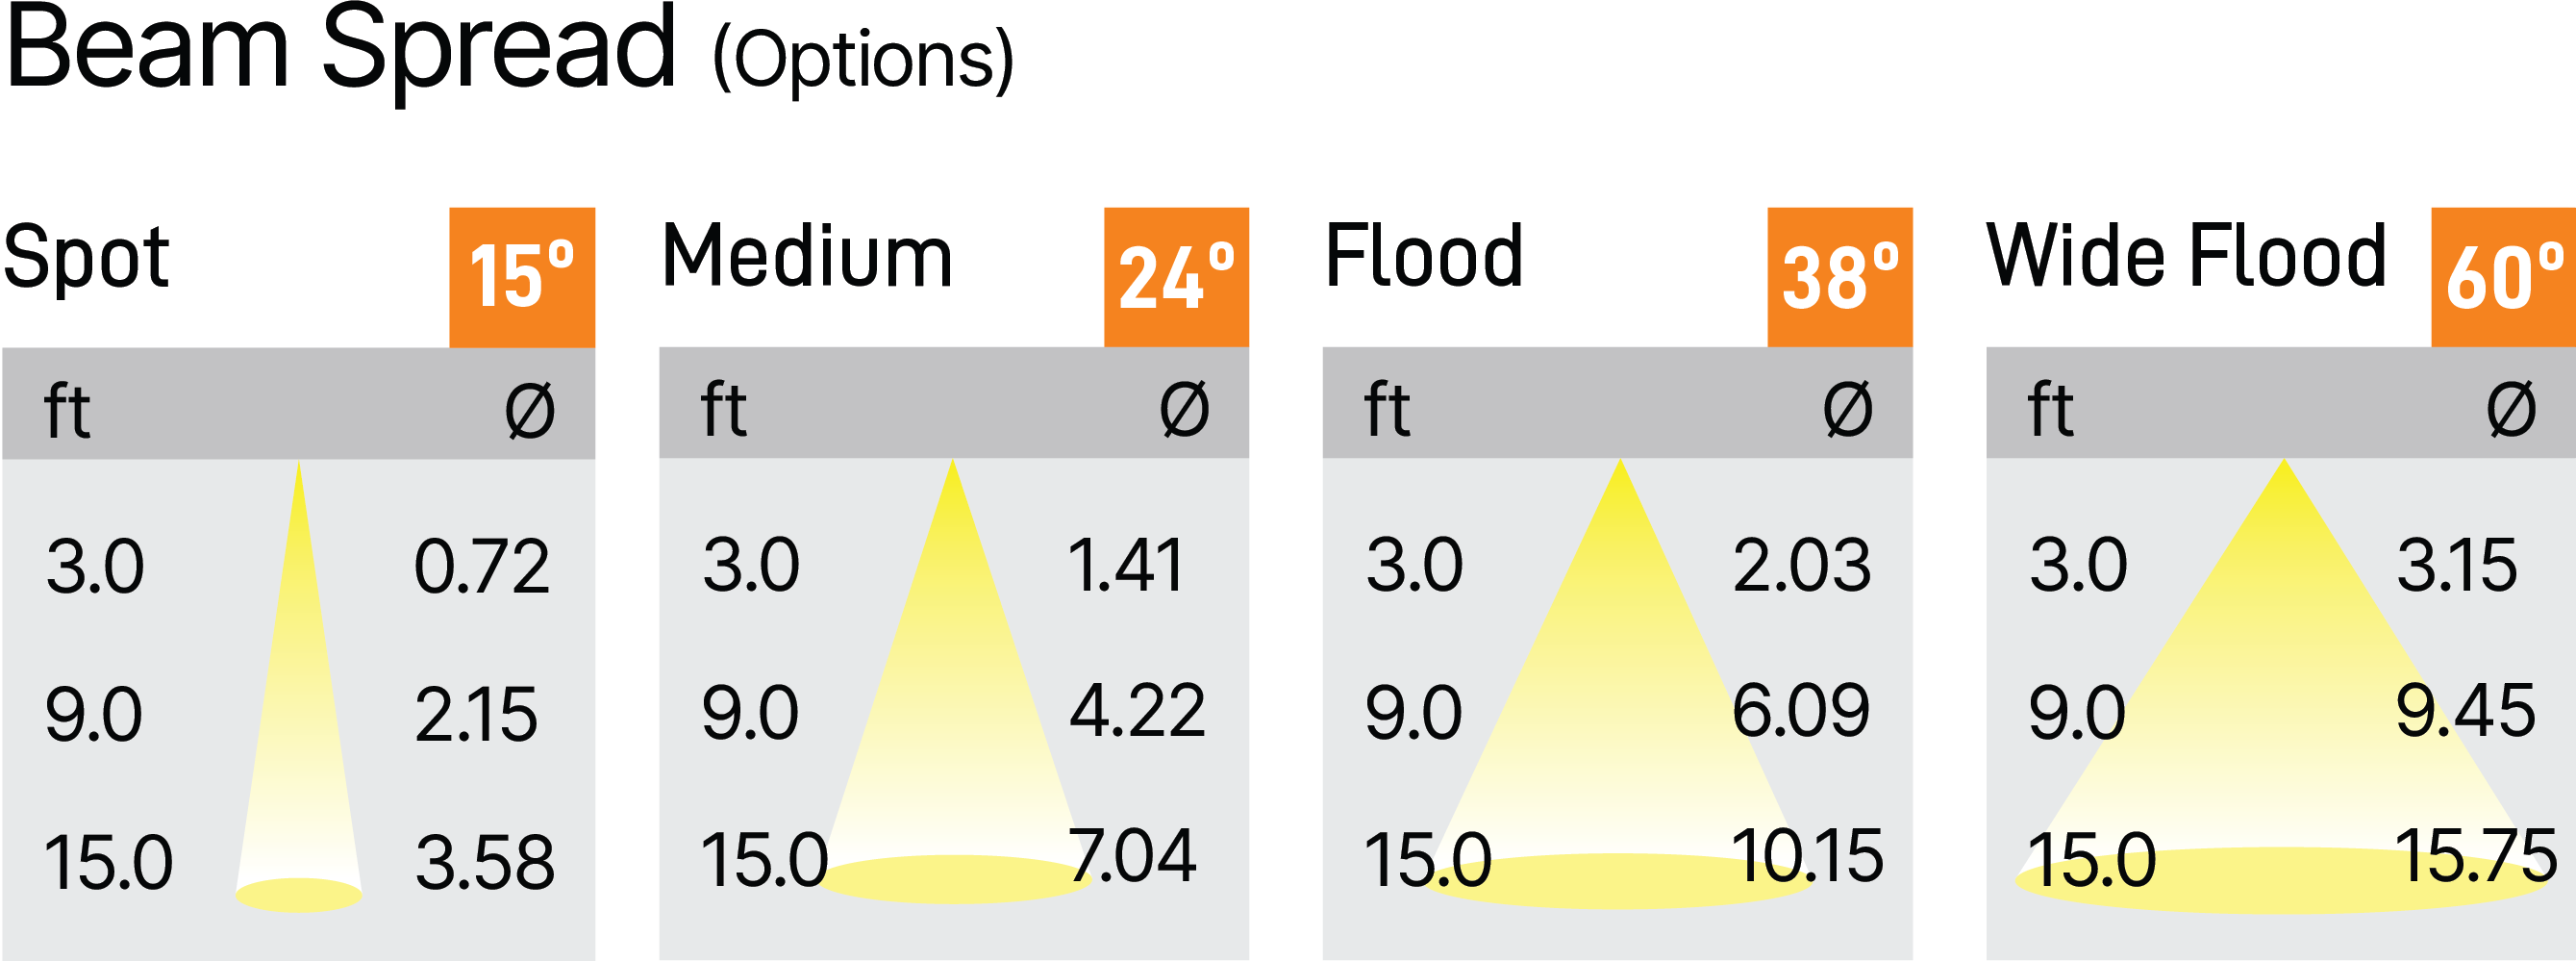 Beam Spread (Options)
Spot 15°
ft Ø
3.0 0.72
9.0 2.15
15.0 3.58
Medium 24°
ft Ø
3.0 1.41
9.0 4.22
15.0 7.04
Flood 38°
ft Ø
3.0 2.03
9.0 6.09
15.0 10.15
Wide Flood 60°
ft Ø
3.0 3.15
9.0 9.45
15.0 15.75